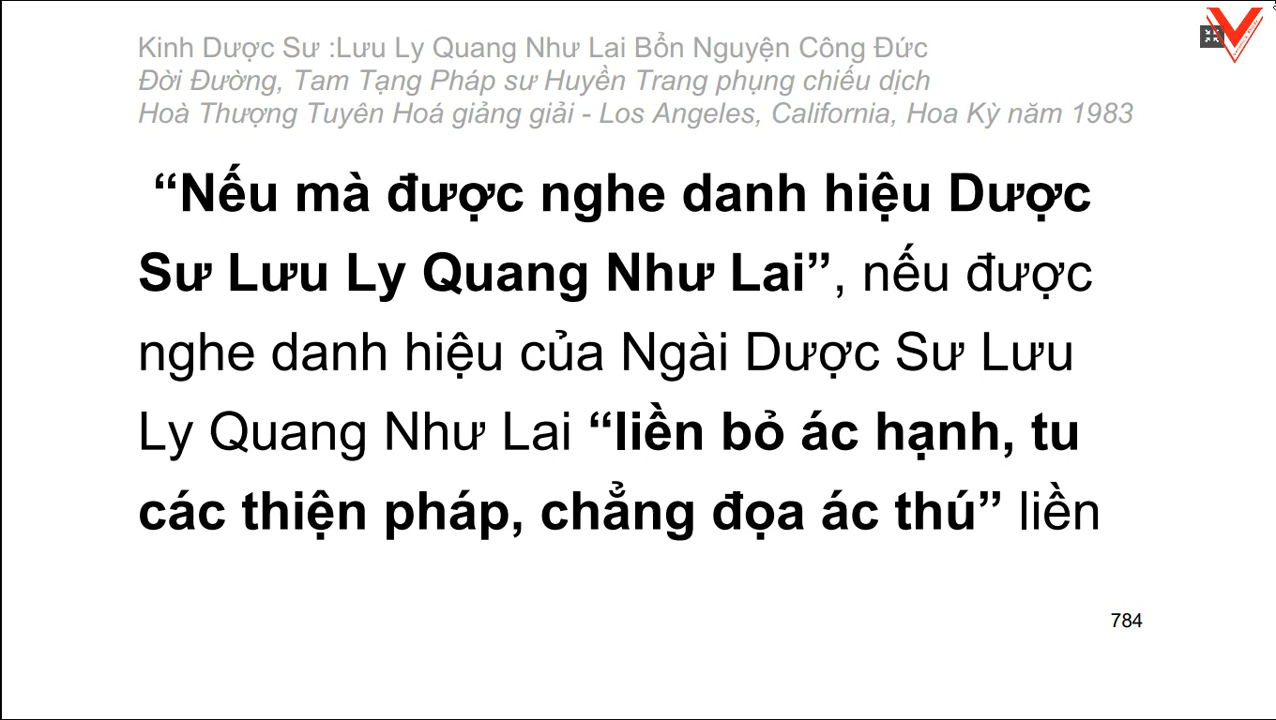 Kinh Dược Sư :Lưu Ly Quang Như Lai Bổn Nguyện Công Đức
Đời Đường, Tam Tạng Pháp sư Huyền Trang phụng chiếu dịch
Hoà Thượng Tuyên Hoá giảng giải - Los Angeles, California, Hoa Kỳ năm 1983
“Nếu mà được nghe danh hiệu Dược
Sư Lưu Ly Quang Như Lai”, nếu được
nghe danh hiệu của Ngài Dược Sư Lưu
Ly Quang Như Lai “liền bỏ ác hạnh, tu
các thiện pháp, chẳng đọa ác thú” liền
784